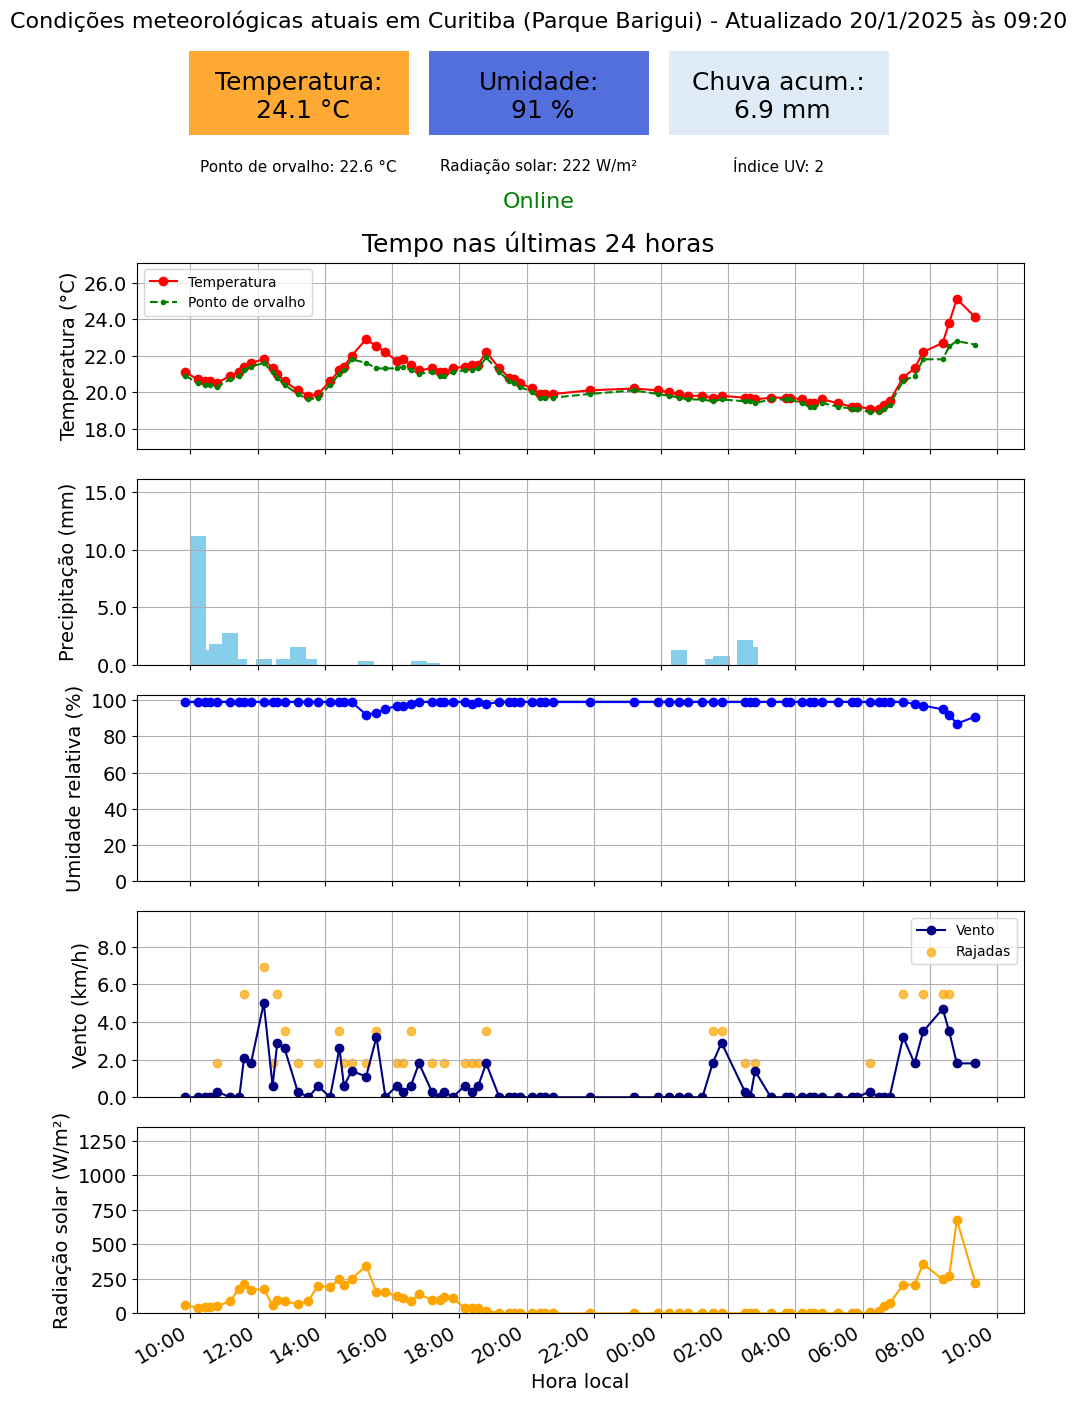 Condições meteorológicas atuais em Curitiba (Parque Barigui) - Atualizado 20/1/2025 às 09:20
Temperatura:
24.1 °C
Umidade:
91 %
Chuva acum.:
6.9 mm
Ponto de orvalho: 22.6 °C
Radiação solar: 222 W/m²
Índice UV: 2
Online
Tempo nas últimas 24 horas
Temperatura (°C)
26.0
24.0
22.0
20.0
18.0
Temperatura
Ponto de orvalho
Precipitação (mm)
15.0
10.0
5.0
0.0
Umidade relativa (%)
100
80
60
40
20
0
Vento (km/h)
8.0
6.0
4.0
2.0
0.0
Vento
Rajadas
Radiação solar (W/m²)
1250
1000
750
500
250
0
10:00
12:00
14:00
16:00
18:00
20:00
22:00
00:00
02:00
04:00
06:00
08:00
10:00
Hora local